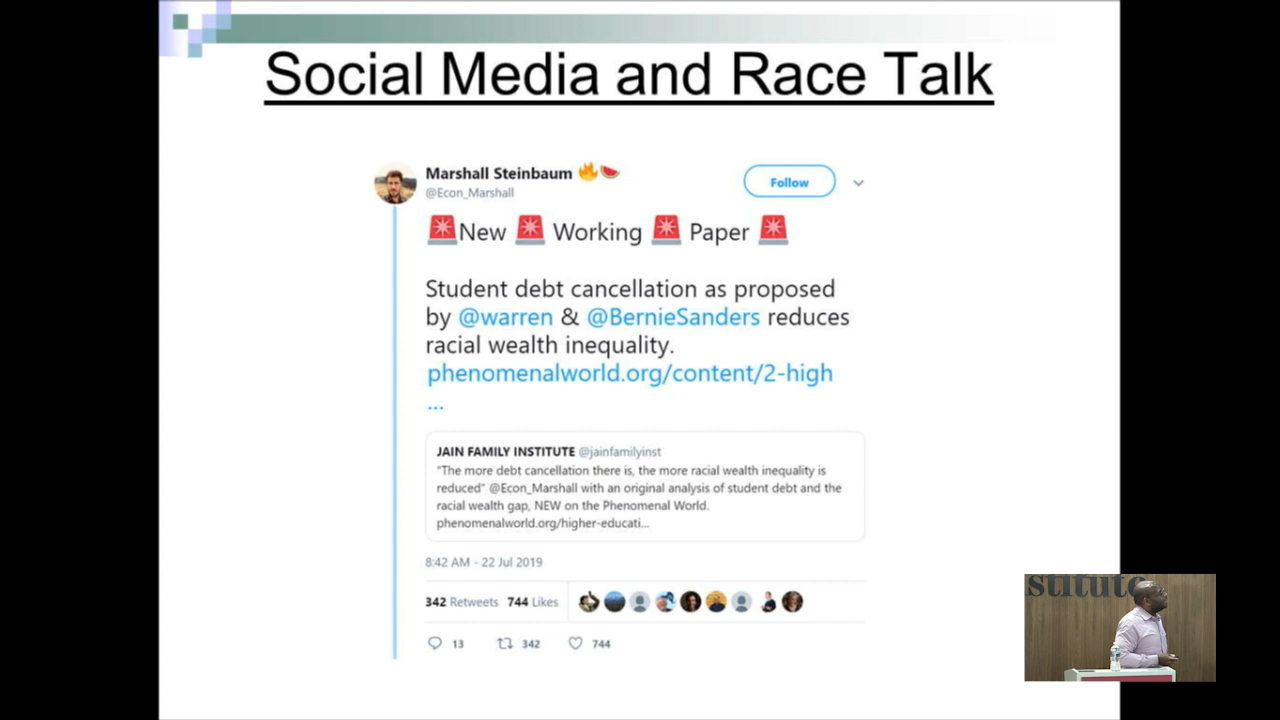 Social Media and Race Talk
Marshall Steinbaum 🔥🍉
@Econ_Marshall
Follow
🚨New 🚨 Working 🚨 Paper 🚨
Student debt cancellation as proposed
by @warren & @BernieSanders reduces
racial wealth inequality.
phenomenalworld.org/content/2-high
...
JAIN FAMILY INSTITUTE @jainfamilyinst
"The more debt cancellation there is, the more racial wealth inequality is
reduced" @Econ_Marshall with an original analysis of student debt and the
racial wealth gap, NEW on the Phenomenal World.
phenomenalworld.org/higher-educati...
8:42 AM - 22 Jul 2019
342 Retweets 744 Likes
13 342 744
stitute